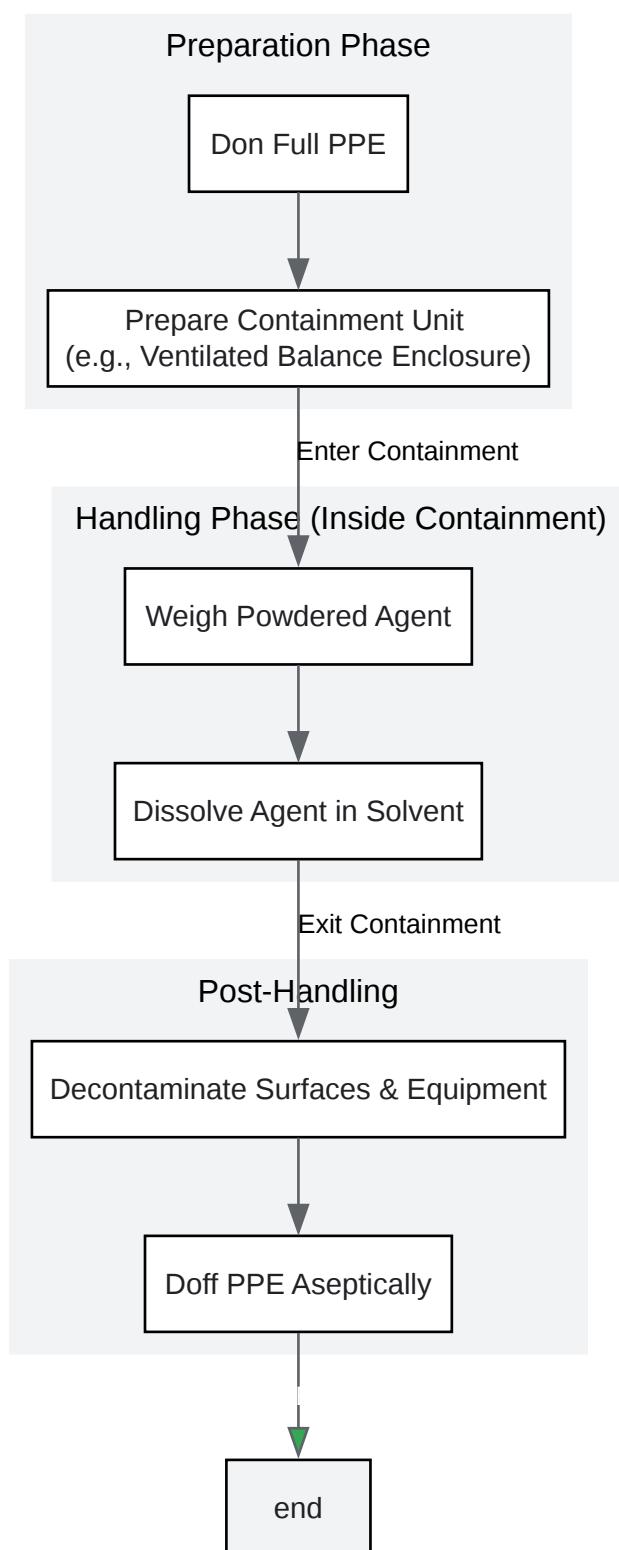 Preparation Phase
Don Full PPE
Prepare Containment Unit
(e.g., Ventilated Balance Enclosure)
Enter Containment
Handling Phase (Inside Containment)
Weigh Powdered Agent
Dissolve Agent in Solvent
Exit Containment
Post-Handling
Decontaminate Surfaces & Equipment
Doff PPE Aseptically
end